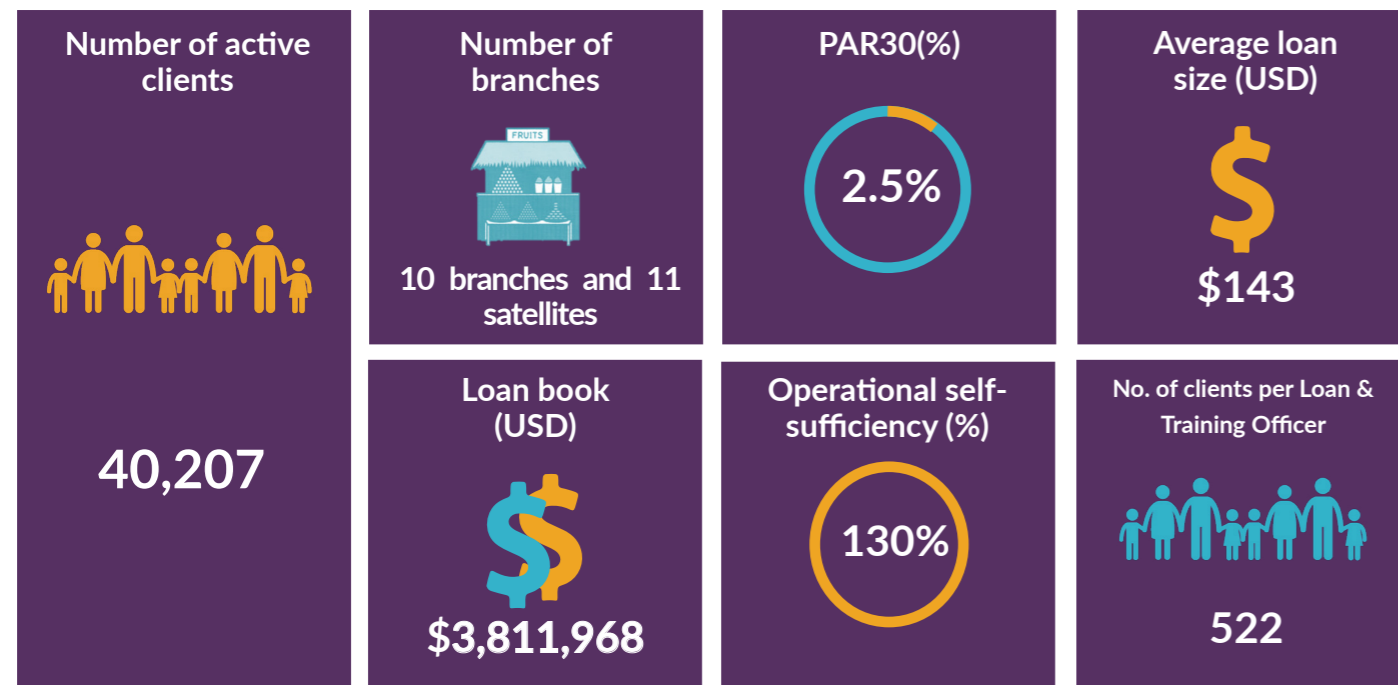 Number of active
clients
40,207
Number of
branches
FRUITS
10 branches and 11
satellites
PAR30(%)
2.5%
Average loan
size (USD)
$143
Loan book
(USD)
$3,811,968
Operational self-
sufficiency (%)
130%
No. of clients per Loan &
Training Officer
522